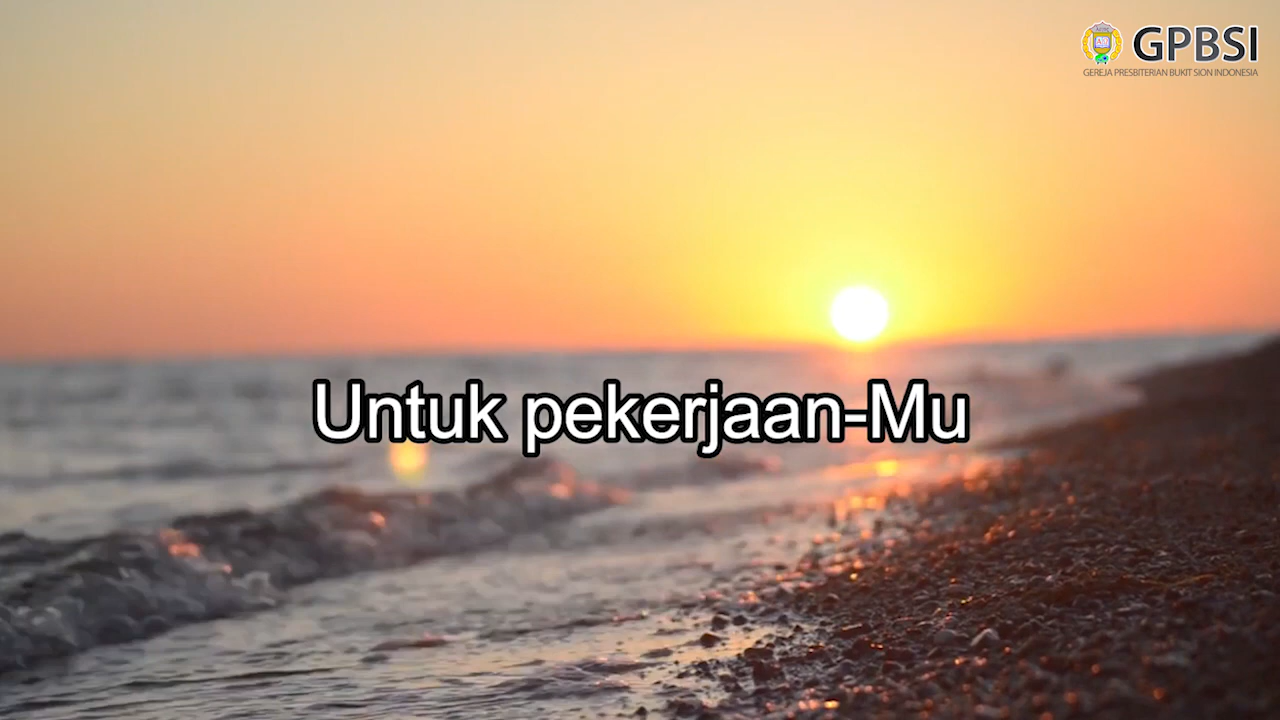 GPBSI
GEREJA PRESBITERIAN BUKIT SION INDONESIA
Untuk pekerjaan-Mu